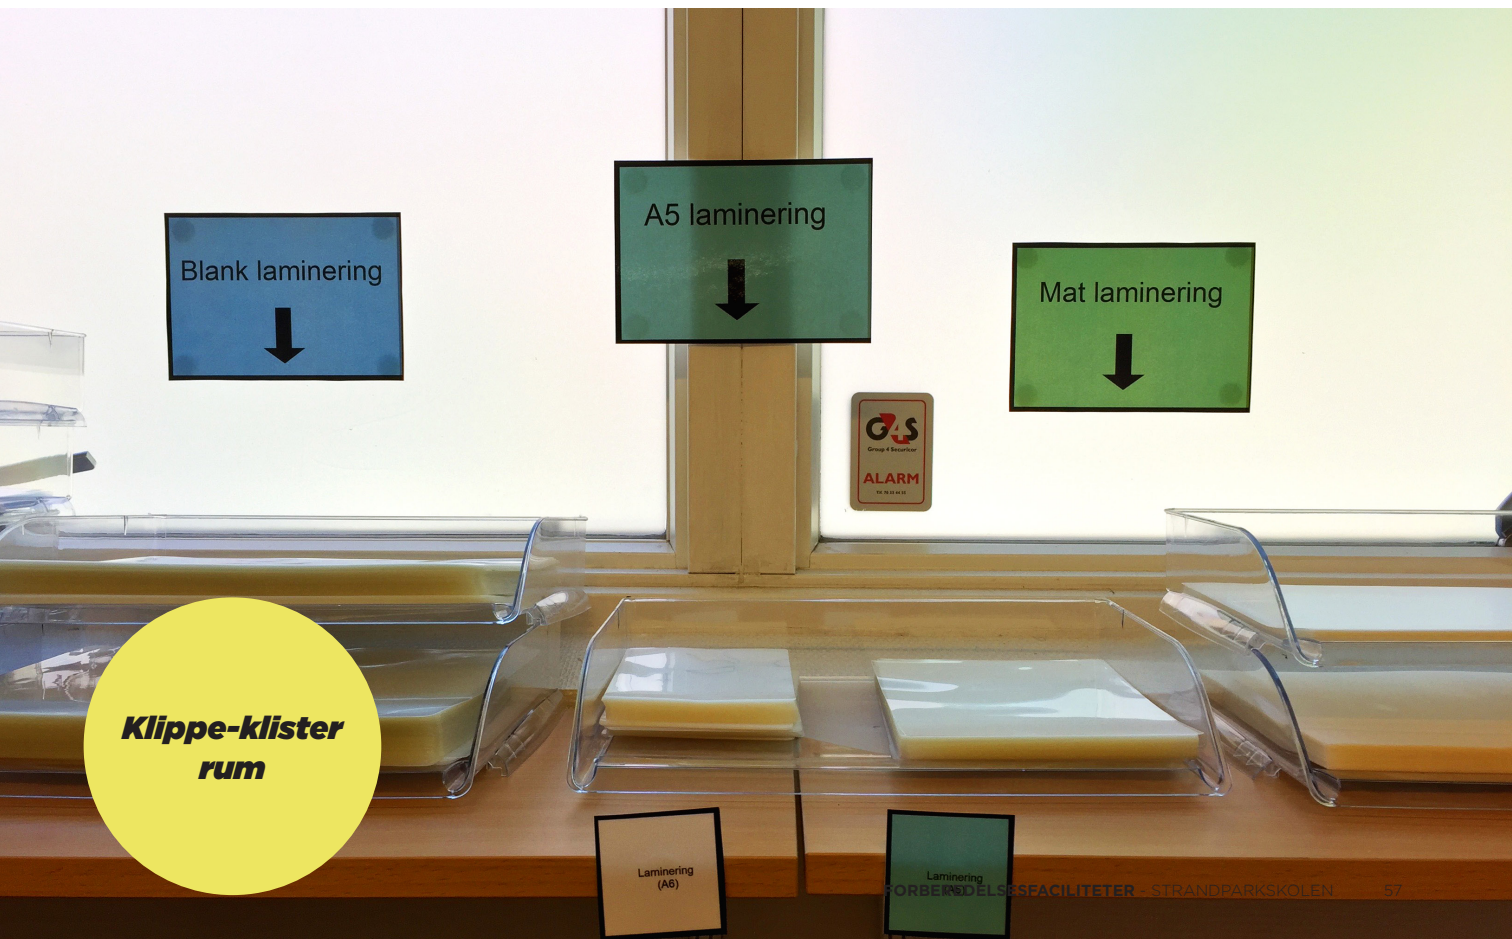 Blank laminering
A5 laminering
Mat laminering
G4S
Group 4 Securicor
ALARM
Klippe-klister
rum
Laminering
(A6)
Laminering
(A5)
FORBEREDELSESFACILITETER - STRANDPARKSKOLEN 57